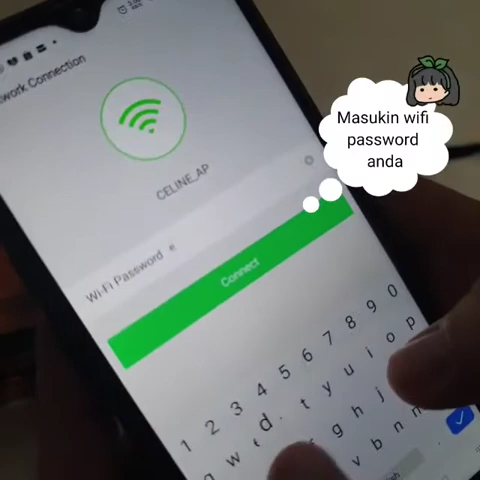 work Connection
CELINE_AP
Wi-Fi Password
Connect
Masukin wifi
password
anda
1 2 3 4 5 6 7 8 9 0
w t d t y u i o p
g h j
v b n